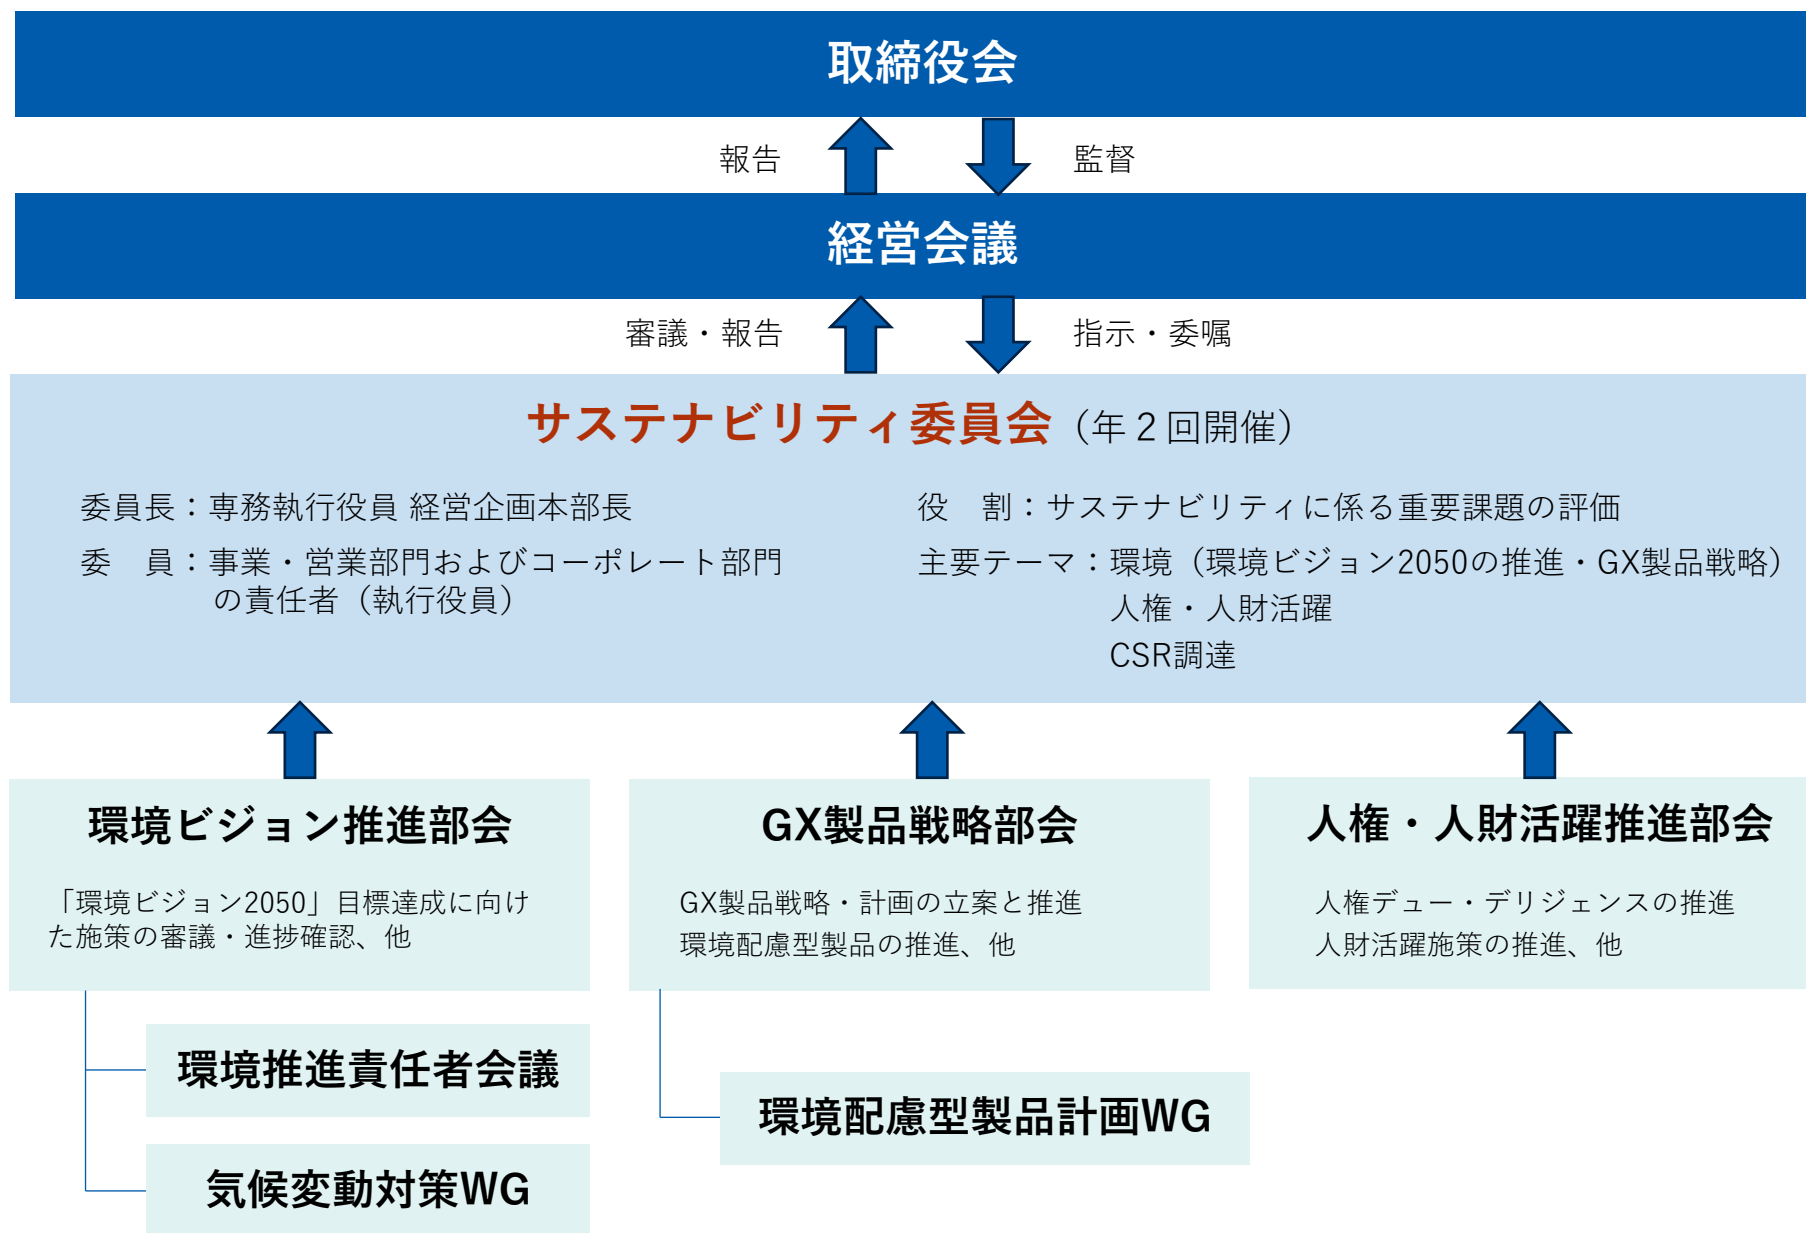 取締役会
報告
監督
経営会議
審議・報告
指示・委嘱
サステナビリティ委員会（年２回開催）
委員長：専務執行役員 経営企画本部長
委　員：事業・営業部門およびコーポレート部門
の責任者（執行役員）
役　割：サステナビリティに係る重要課題の評価
主要テーマ：環境（環境ビジョン2050の推進・GX製品戦略）
人権・人財活躍
CSR調達
環境ビジョン推進部会
「環境ビジョン2050」目標達成に向け
た施策の審議・進捗確認、他
GX製品戦略部会
GX製品戦略・計画の立案と推進
環境配慮型製品の推進、他
人権・人財活躍推進部会
人権デュー・デリジェンスの推進
人財活躍施策の推進、他
環境推進責任者会議
気候変動対策WG
環境配慮型製品計画WG